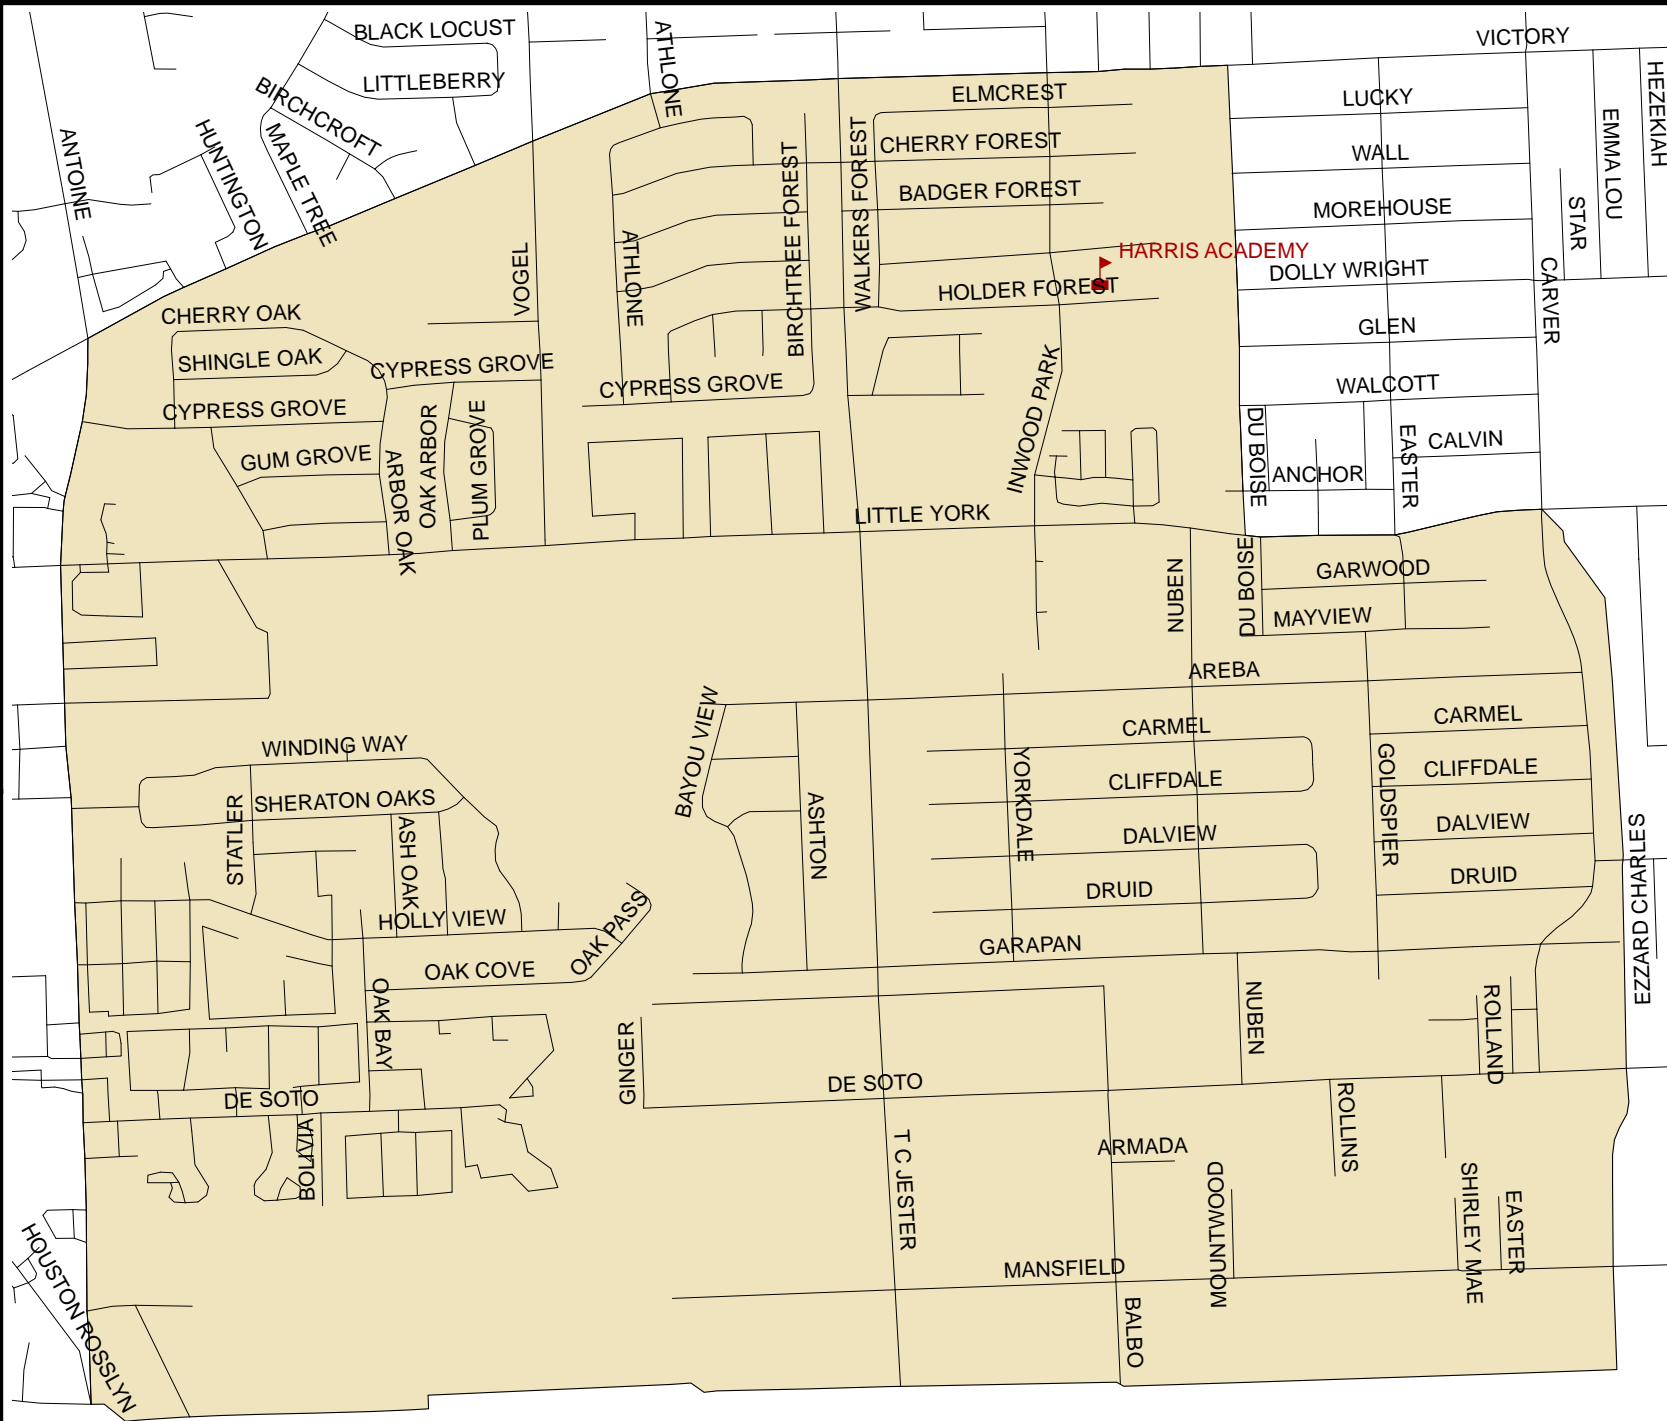 BLACK LOCUST
ATHLONE
VICTORY
LITTLEBERRY
BIRCHCROFT
HEZEKIAH
ELMCREST
LUCKY
EMMA LOU
ANTOINE
HUNTINGTON
MAPLE TREE
CHERRY FOREST
WALL
WALKERS FOREST
BIRCHTREE FOREST
BADGER FOREST
MOREHOUSE
STAR
VOGEL
ATHLONE
HARRIS ACADEMY
DOLLY WRIGHT
CARVER
HOLDER FOREST
CHERRY OAK
GLEN
SHINGLE OAK
CYPRESS GROVE
CYPRESS GROVE
INWOOD PARK
WALCOTT
CYPRESS GROVE
OAK ARBOR
PLUM GROVE
DU BOISE
EASTER
CALVIN
GUM GROVE
ARBOR OAK
ANCHOR
LITTLE YORK
NUBEN
DU BOISE
GARWOOD
MAYVIEW
AREBA
BAYOU VIEW
CARMEL
CARMEL
WINDING WAY
YORKDALE
GOLDSPIER
CLIFFDALE
CLIFFDALE
SHERATON OAKS
STATLER
ASH OAK
ASHTON
DALVIEW
DALVIEW
EZZARD CHARLES
DRUID
DRUID
HOLLY VIEW
OAK PASS
GARAPAN
OAK COVE
OAK BAY
NUBEN
ROLLAND
GINGER
DE SOTO
DE SOTO
ROLLINS
BOLIVIA
T C JESTER
ARMADA
MOUNTWOOD
SHIRLEY MAE
EASTER
HOUSTON ROSSLYN
MANSFIELD
BALBO